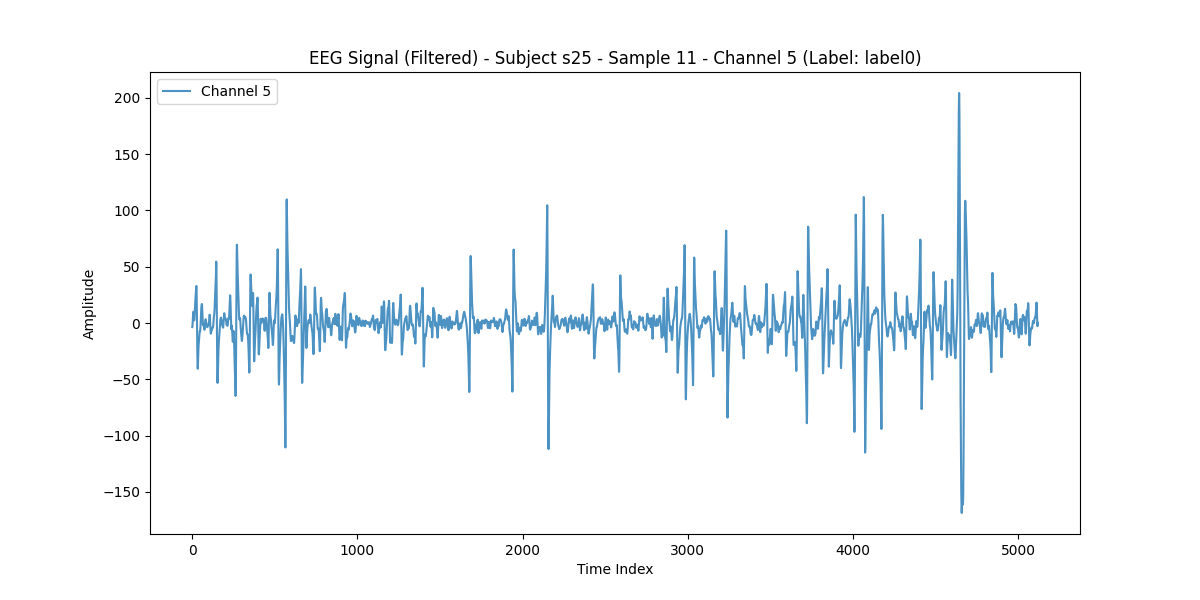 EEG Signal (Filtered) - Subject s25 - Sample 11 - Channel 5 (Label: label0)
Channel 5
200
150
100
50
0
−50
−100
−150
Amplitude
0 1000 2000 3000 4000 5000
Time Index